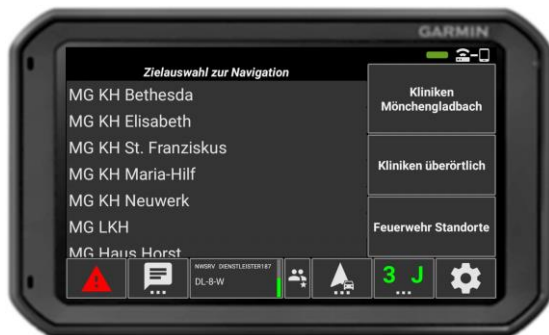 GARMIN
Zielauswahl zur Navigation
MG KH Bethesda
MG KH Elisabeth
MG KH St. Franziskus
MG KH Maria-Hilf
MG KH Neuwerk
MG LKH
MG Haus Horst
Kliniken
Mönchengladbach
Kliniken überörtlich
Feuerwehr Standorte
NWSRV DIENSTLEISTER187
DL-8-W
3 J